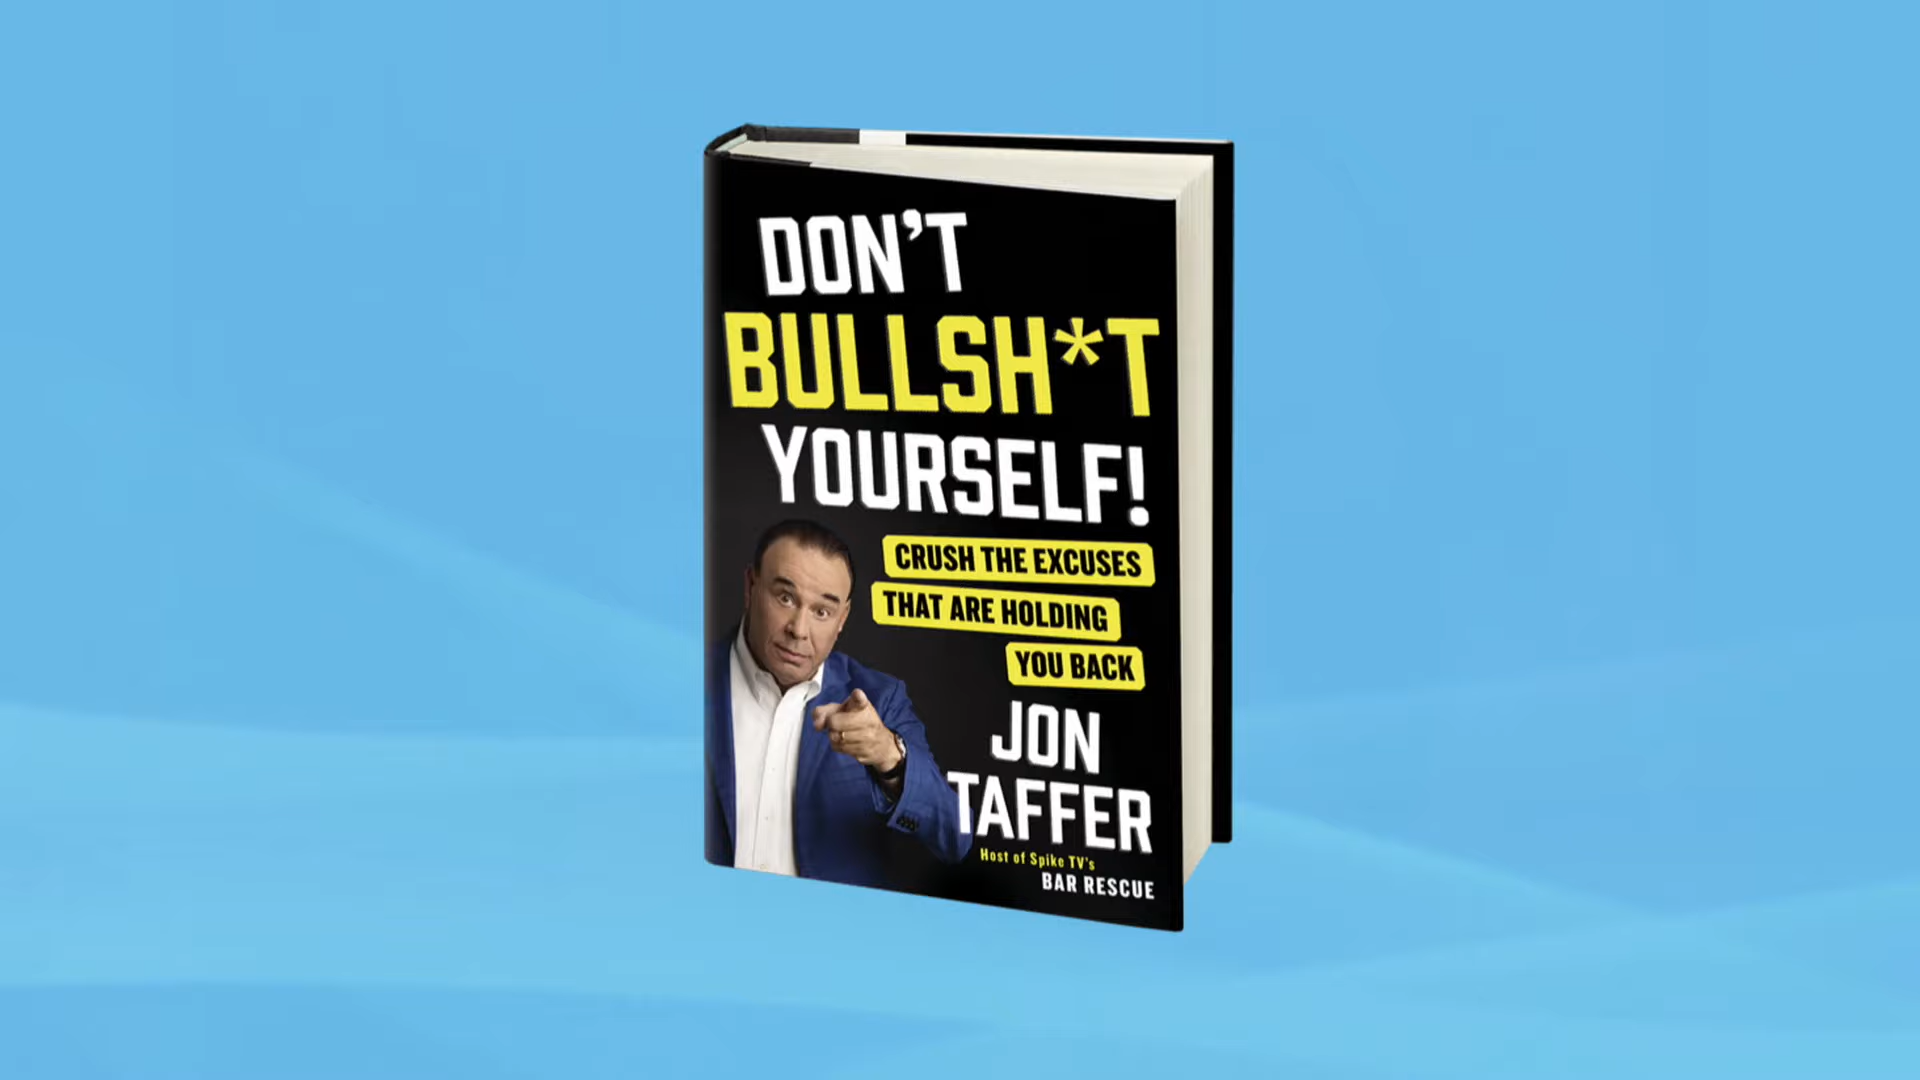 DON'T
BULLSH*T
YOURSELF!
CRUSH THE EXCUSES
THAT ARE HOLDING
YOU BACK
JON
TAFFER
Host of Spike TV's
BAR RESCUE